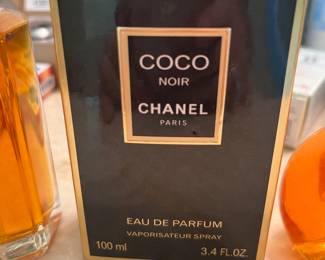 COCO
NOIR
CHANEL
PARIS
EAU DE PARFUM
VAPORISATEUR SPRAY
100 ml 3.4 FL.OZ.